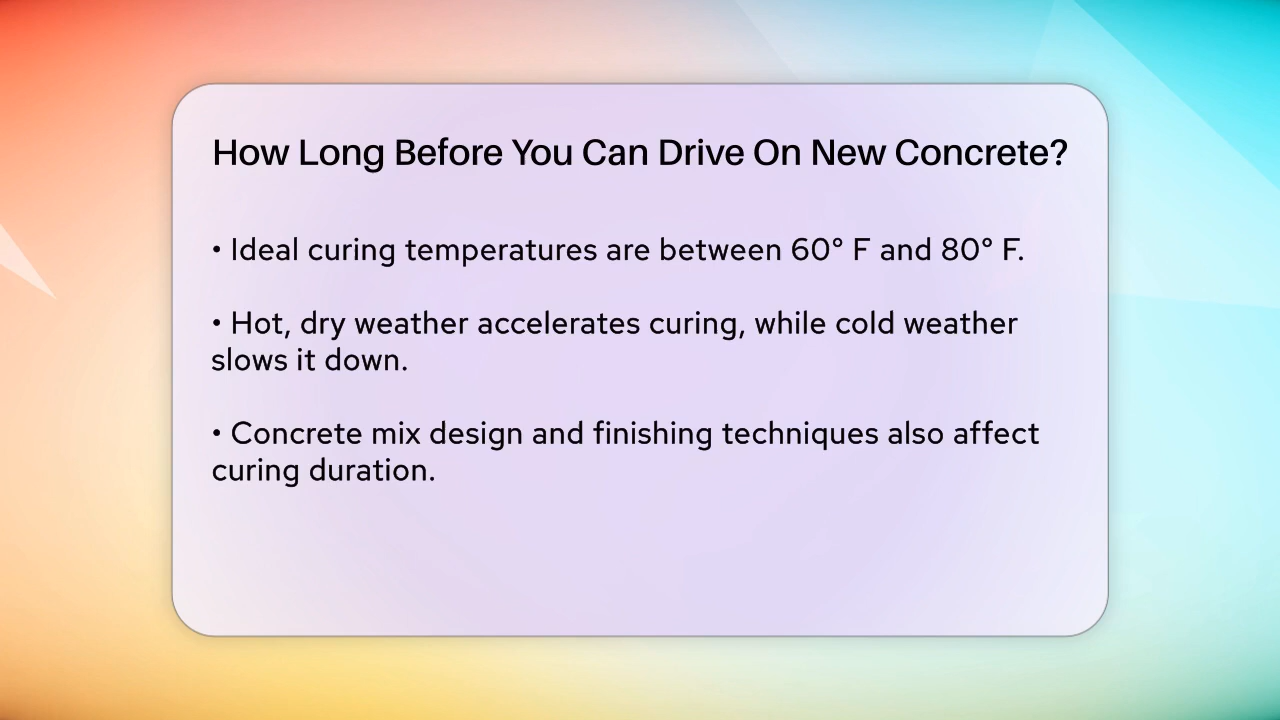 How Long Before You Can Drive On New Concrete?
• Ideal curing temperatures are between 60° F and 80° F.
• Hot, dry weather accelerates curing, while cold weather
slows it down.
• Concrete mix design and finishing techniques also affect
curing duration.